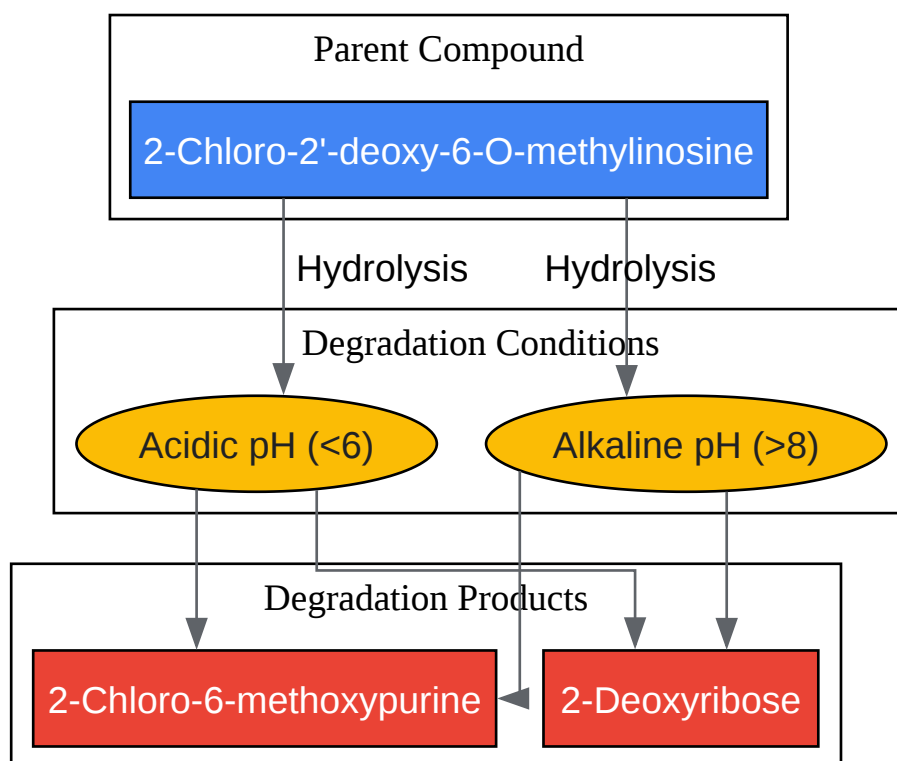 Parent Compound
2-Chloro-2'-deoxy-6-O-methylinosine
Hydrolysis
Hydrolysis
Degradation Conditions
Acidic pH (<6)
Alkaline pH (>8)
Degradation Products
2-Chloro-6-methoxypurine
2-Deoxyribose